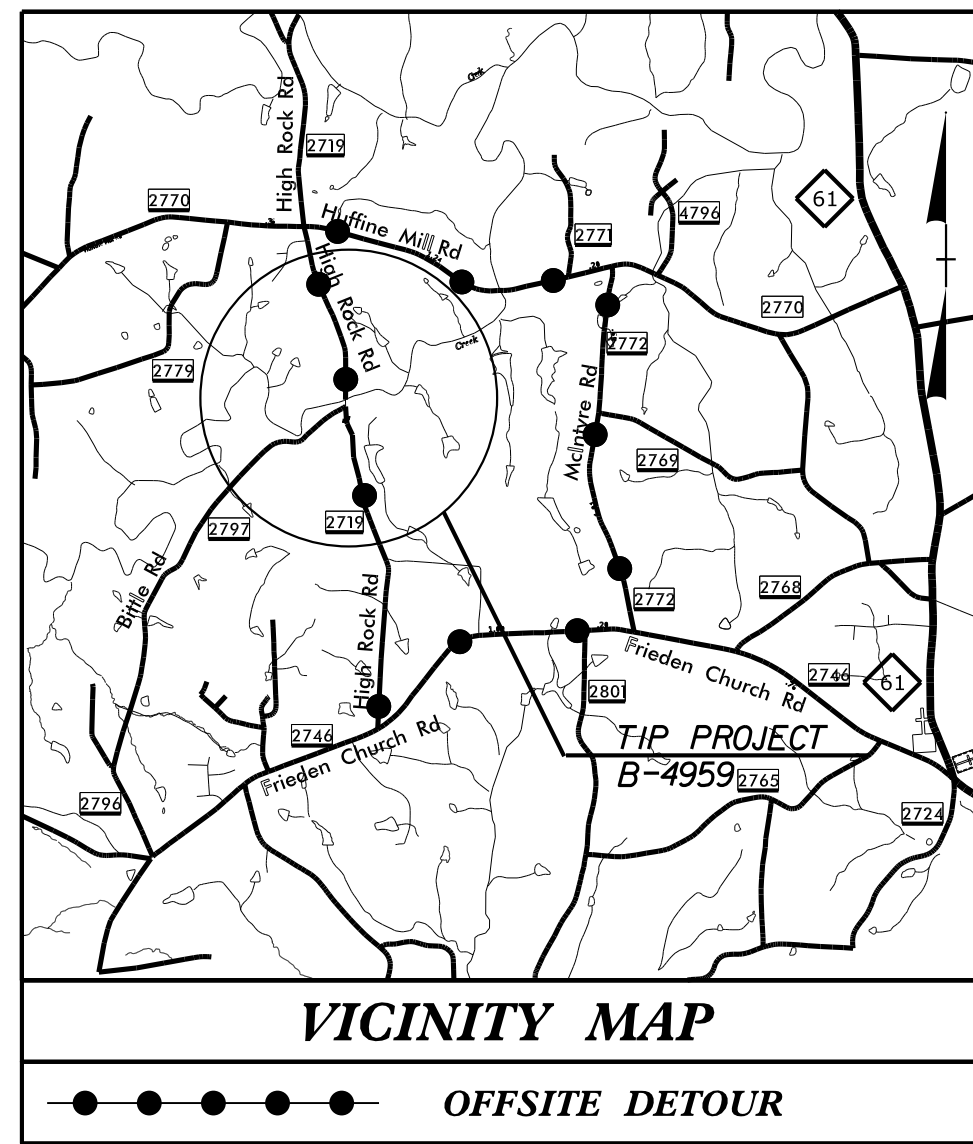 Creek
High Rock Rd
2719
2770
61
4796
Huffine Mill Rd
2771
High Rock Rd
2770
2772
Creek
2779
McIntyre Rd
2769
2719
2797
Bittle Rd
2768
2772
High Rock Rd
Frieden Church Rd
2746
61
2801
2746
Frieden Church Rd
TIP PROJECT
B-4959
2765
2796
2724
VICINITY MAP
OFFSITE DETOUR